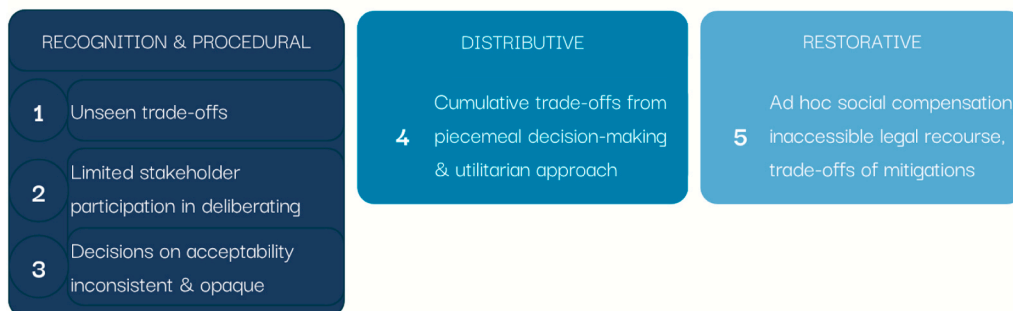 RECOGNITION & PROCEDURAL
1 Unseen trade-offs
2 Limited stakeholder
participation in deliberating
3 Decisions on acceptability
inconsistent & opaque
DISTRIBUTIVE
4 Cumulative trade-offs from
piecemeal decision-making
& utilitarian approach
RESTORATIVE
5 Ad hoc social compensation
inaccessible legal recourse,
trade-offs of mitigations